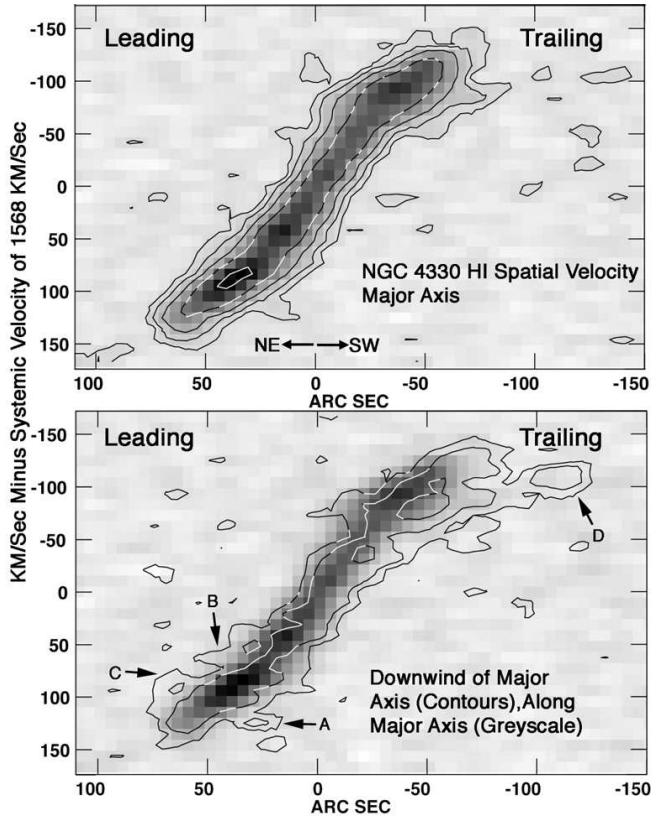 KM/Sec Minus Systemic Velocity of 1568 KM/Sec
Leading Trailing
-150
-100
-50
0
50
100
150
NGC 4330 HI Spatial Velocity
Major Axis
NE SW
100 50 0 -50 -100 -150
ARC SEC
Leading Trailing
-150
-100
-50
0
50
100
150
D
B
C
A
Downwind of Major
Axis (Contours),Along
Major Axis (Greyscale)
100 50 0 -50 -100 -150
ARC SEC